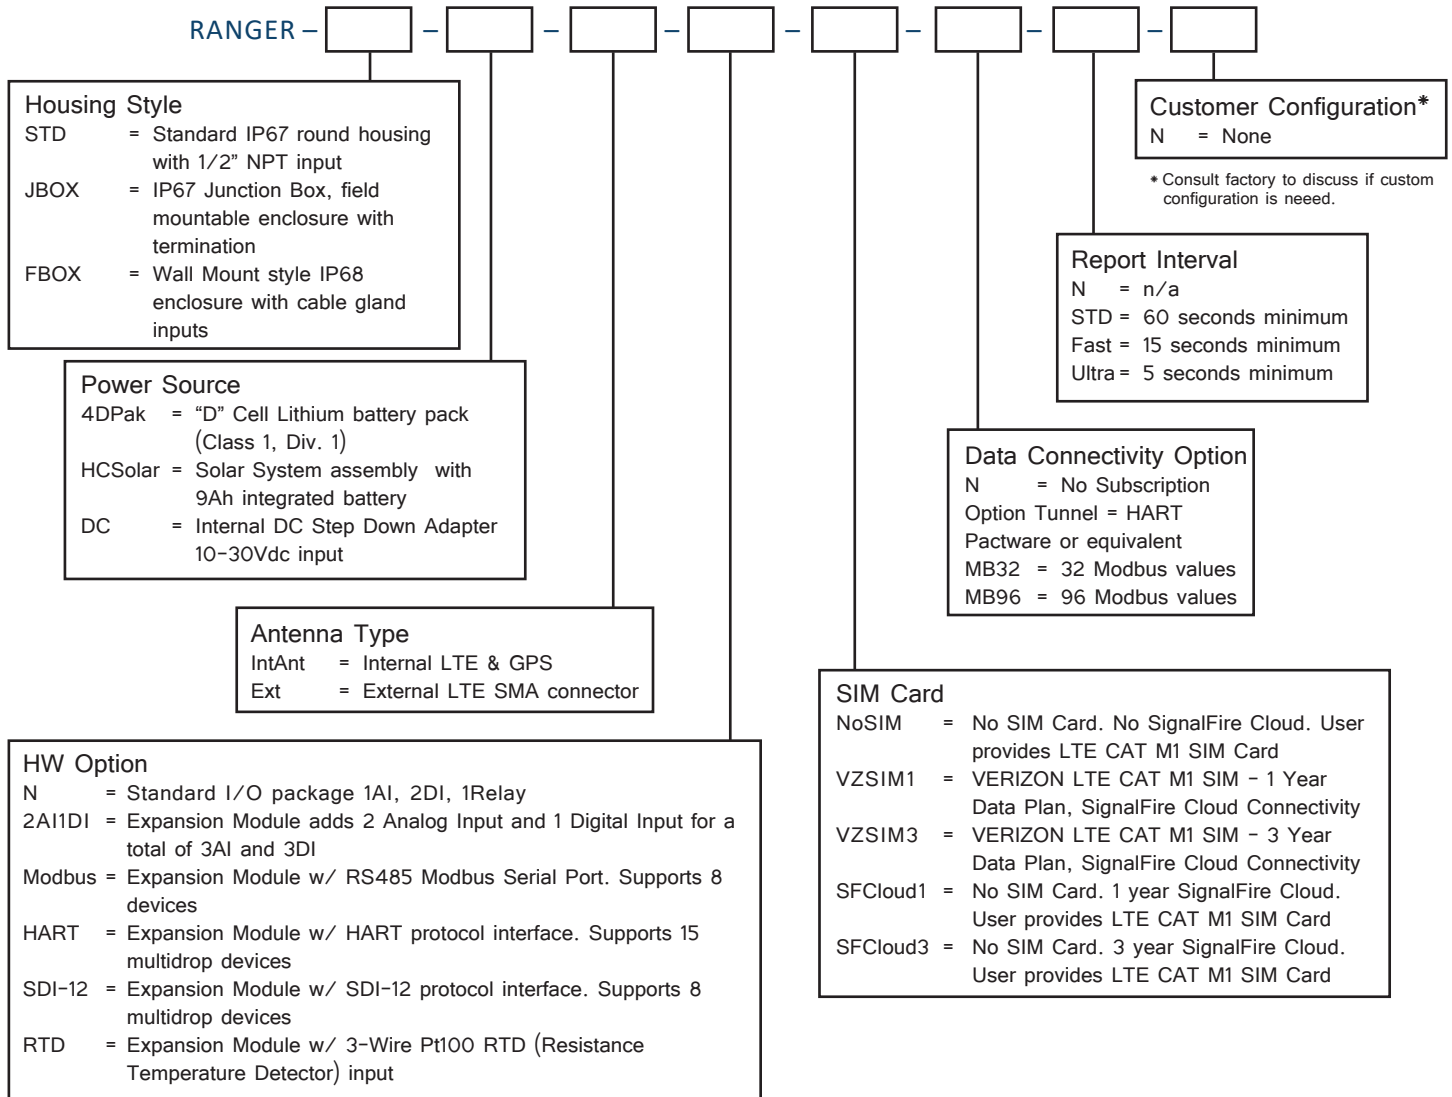 RANGER – – – – – – – –
Housing Style
STD = Standard IP67 round housing
with 1/2” NPT input
JBOX = IP67 Junction Box, field
mountable enclosure with
termination
FBOX = Wall Mount style IP68
enclosure with cable gland
inputs
Power Source
4DPak = “D” Cell Lithium battery pack
(Class 1, Div. 1)
HCSolar = Solar System assembly with
9Ah integrated battery
DC = Internal DC Step Down Adapter
10-30Vdc input
Antenna Type
IntAnt = Internal LTE & GPS
Ext = External LTE SMA connector
HW Option
N = Standard I/O package 1AI, 2DI, 1Relay
2AI1DI = Expansion Module adds 2 Analog Input and 1 Digital Input for a
total of 3AI and 3DI
Modbus = Expansion Module w/ RS485 Modbus Serial Port. Supports 8
devices
HART = Expansion Module w/ HART protocol interface. Supports 15
multidrop devices
SDI-12 = Expansion Module w/ SDI-12 protocol interface. Supports 8
multidrop devices
RTD = Expansion Module w/ 3-Wire Pt100 RTD (Resistance
Temperature Detector) input
SIM Card
NoSIM = No SIM Card. No SignalFire Cloud. User
provides LTE CAT M1 SIM Card
VZSIM1 = VERIZON LTE CAT M1 SIM - 1 Year
Data Plan, SignalFire Cloud Connectivity
VZSIM3 = VERIZON LTE CAT M1 SIM - 3 Year
Data Plan, SignalFire Cloud Connectivity
SFCloud1 = No SIM Card. 1 year SignalFire Cloud.
User provides LTE CAT M1 SIM Card
SFCloud3 = No SIM Card. 3 year SignalFire Cloud.
User provides LTE CAT M1 SIM Card
Data Connectivity Option
N = No Subscription
Option Tunnel = HART
Pactware or equivalent
MB32 = 32 Modbus values
MB96 = 96 Modbus values
Report Interval
N = n/a
STD = 60 seconds minimum
Fast = 15 seconds minimum
Ultra = 5 seconds minimum
Customer Configuration*
N = None
* Consult factory to discuss if custom
configuration is neeed.